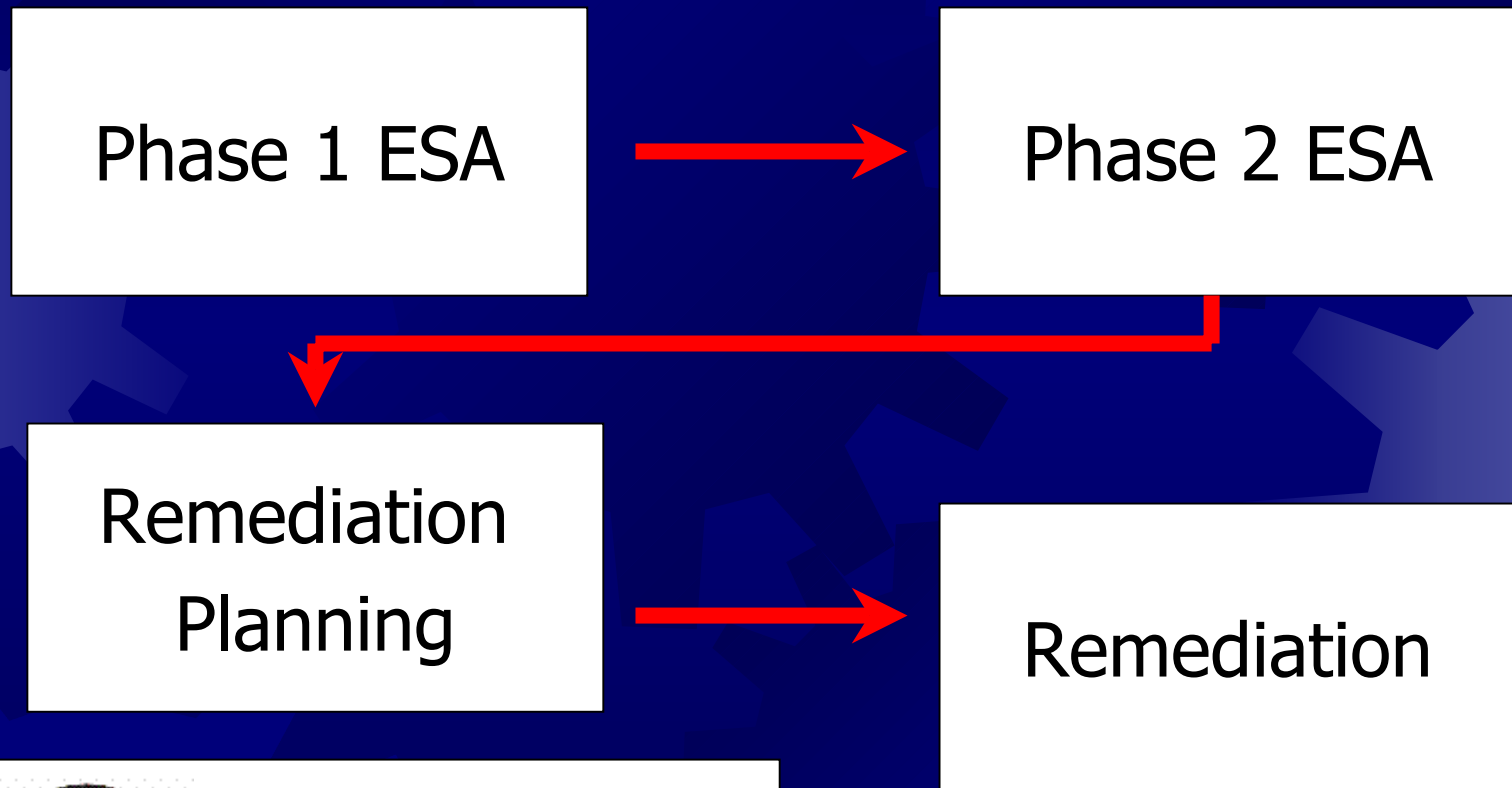 Phase 1 ESA
Phase 2 ESA
Remediation
Planning
Remediation